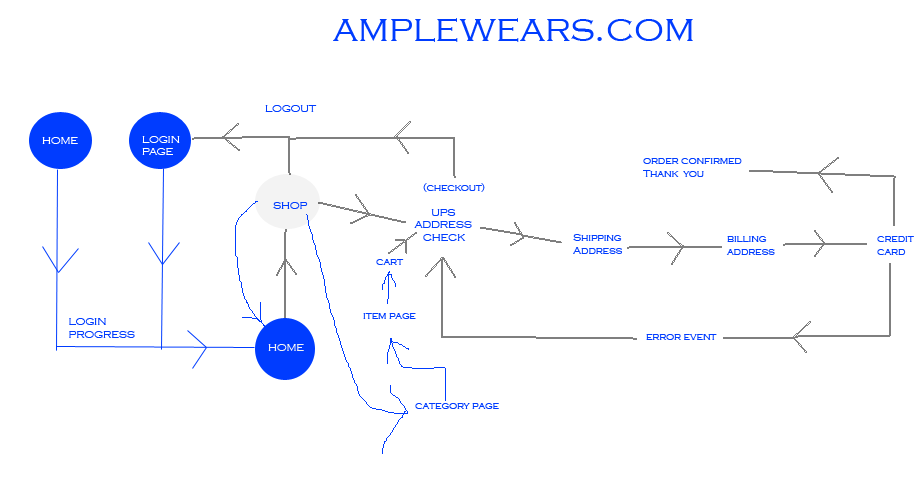 AMPLEWEARS.COM
LOGOUT
HOME
LOGIN
PAGE
ORDER CONFIRMED
THANK YOU
(CHECKOUT)
SHOP
UPS
ADDRESS
CHECK
SHIPPING
ADDRESS
BILLING
ADDRESS
CREDIT
CARD
CART
ITEM PAGE
LOGIN
PROGRESS
HOME
ERROR EVENT
CATEGORY PAGE